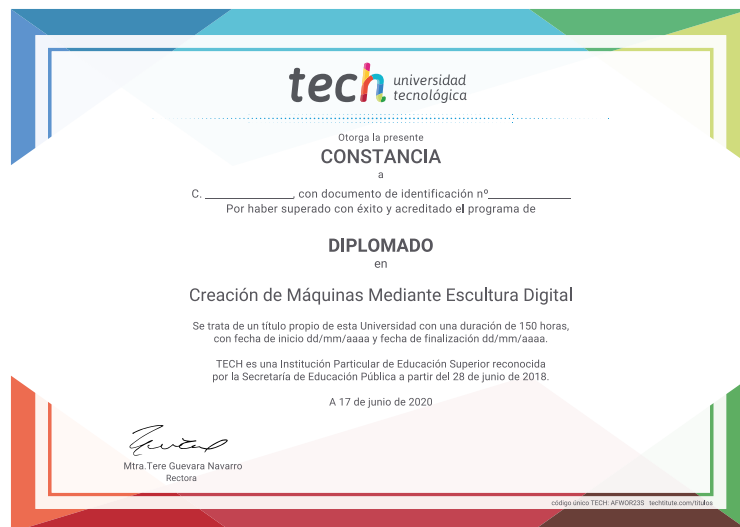 tech universidad
tecnológica
Otorga la presente
CONSTANCIA
a
C. ______________, con documento de identificación nº______________
Por haber superado con éxito y acreditado el programa de
DIPLOMADO
en
Creación de Máquinas Mediante Escultura Digital
Se trata de un título propio de esta Universidad con una duración de 150 horas,
con fecha de inicio dd/mm/aaaa y fecha de finalización dd/mm/aaaa.
TECH es una Institución Particular de Educación Superior reconocida
por la Secretaría de Educación Pública a partir del 28 de junio de 2018.
A 17 de junio de 2020
Mtra.Tere Guevara Navarro
Rectora
código único TECH: AFWOR23S techtitute.com/títulos